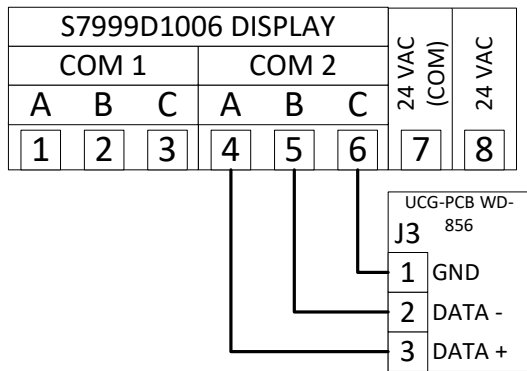 S7999D1006 DISPLAY
COM 1 COM 2
24 VAC
(COM)
24 VAC
A B C A B C
1 2 3 4 5 6 7 8
UCG-PCB WD-
856
J3
1 GND
2 DATA -
3 DATA +